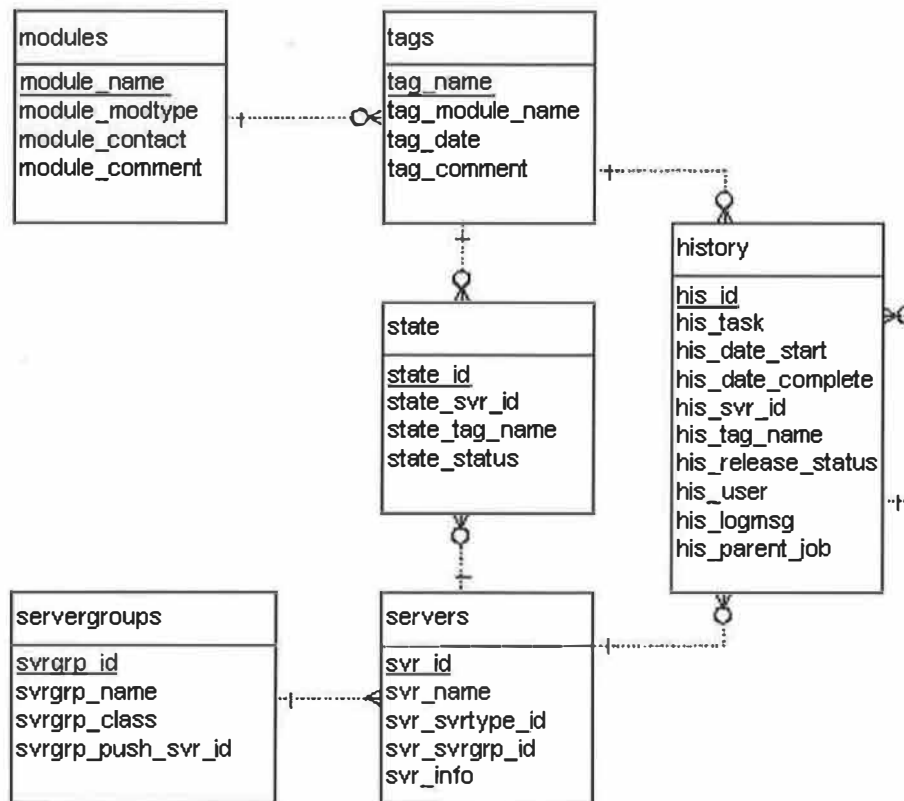 modules
module_name
module_modtype
module_contact
module_comment
tags
tag_name
tag_module_name
tag_date
tag_comment
history
his_id
his_task
his_date_start
his_date_complete
his_svr_id
his_tag_name
his_release_status
his_user
his_logmsg
his_parent_job
state
state_id
state_svr_id
state_tag_name
state_status
servergroups
svrgrp_id
svrgrp_name
svrgrp_class
svrgrp_push_svr_id
servers
svr_id
svr_name
svr_svrtype_id
svr_svrgrp_id
svr_info